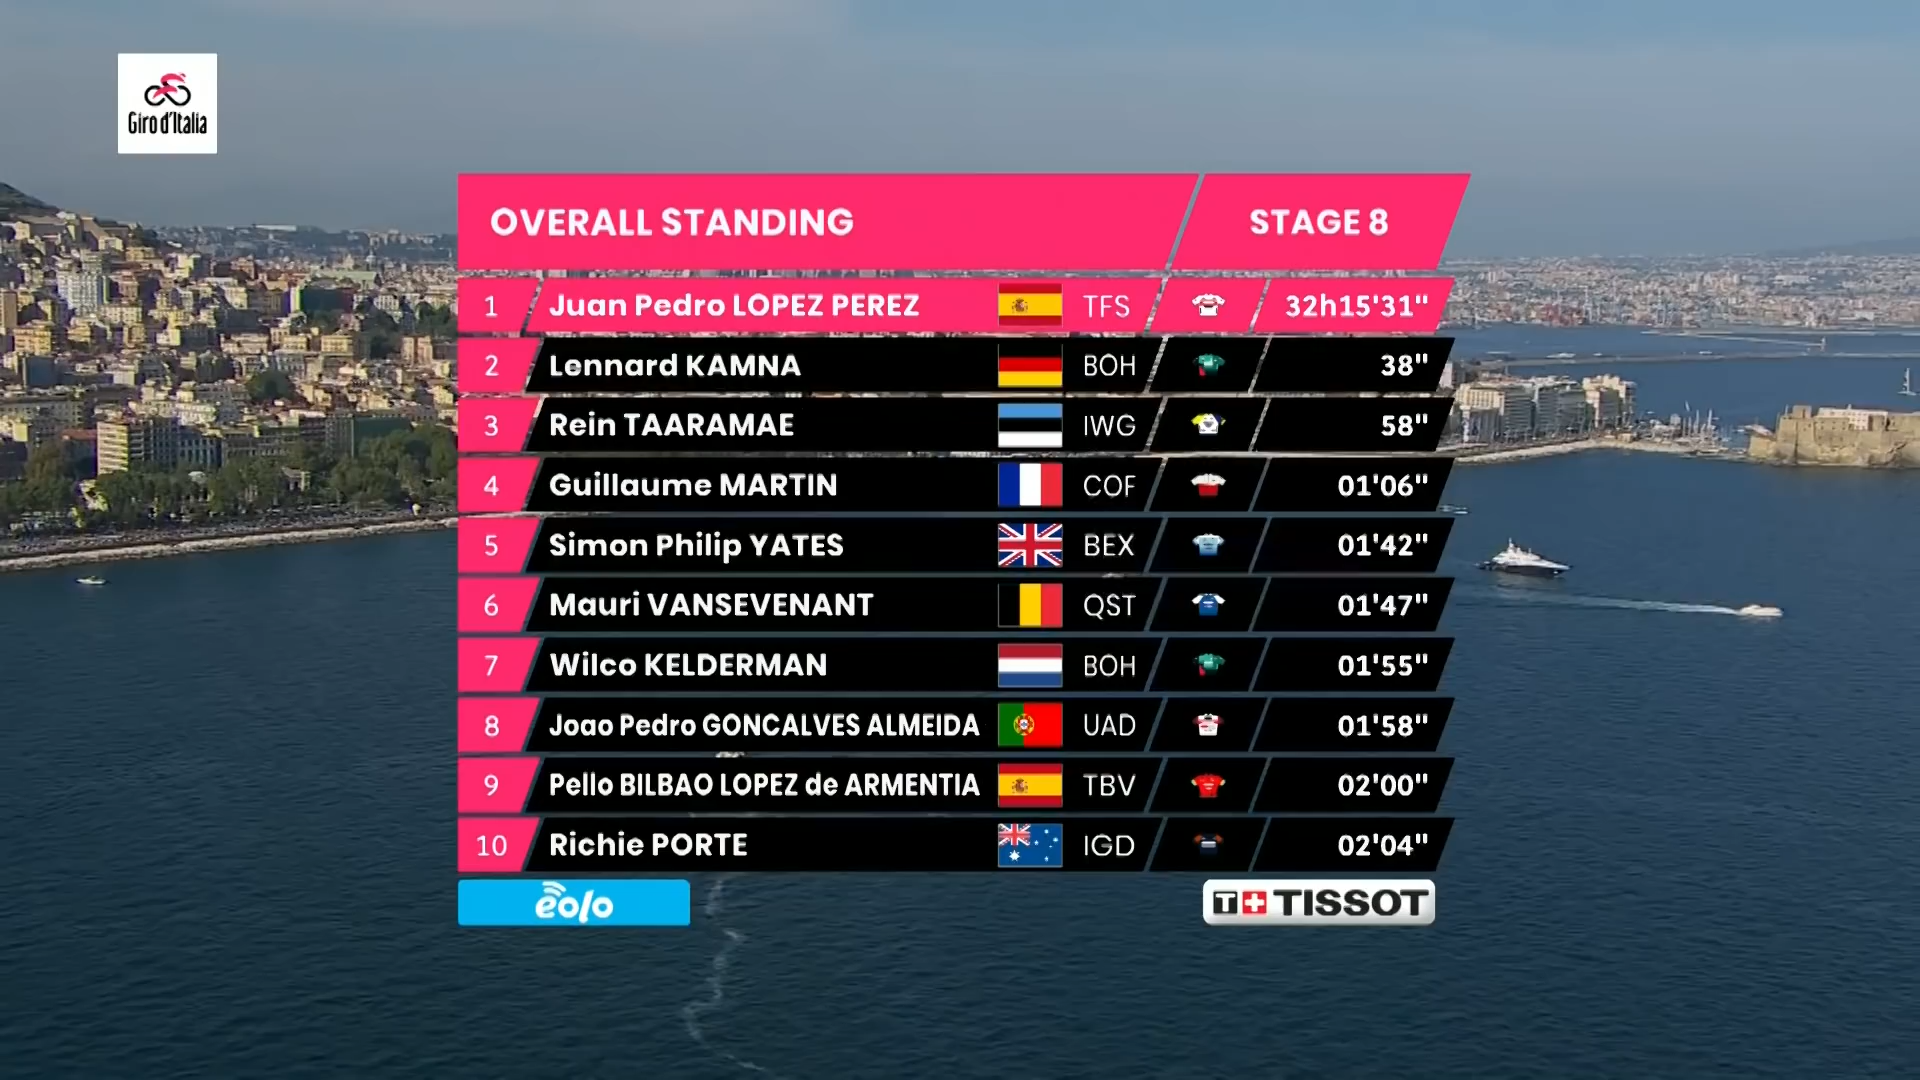 Giro d'Italia
OVERALL STANDING STAGE 8
1 Juan Pedro LOPEZ PEREZ TFS 32h15'31"
2 Lennard KAMNA BOH 38"
3 Rein TAARAMAE IWG 58"
4 Guillaume MARTIN COF 01'06"
5 Simon Philip YATES BEX 01'42"
6 Mauri VANSEVENANT QST 01'47"
7 Wilco KELDERMAN BOH 01'55"
8 Joao Pedro GONCALVES ALMEIDA UAD 01'58"
9 Pello BILBAO LOPEZ de ARMENTIA TBV 02'00"
10 Richie PORTE IGD 02'04"
eolo T+ TISSOT